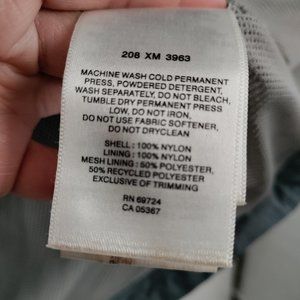 208 XM 3963
MACHINE WASH COLD PERMANENT
PRESS, POWDERED DETERGENT,
WASH SEPARATELY, DO NOT BLEACH,
TUMBLE DRY PERMANENT PRESS
LOW, DO NOT IRON,
DO NOT USE FABRIC SOFTENER,
DO NOT DRYCLEAN
SHELL : 100% NYLON
LINING : 100% NYLON
MESH LINING : 50% POLYESTER,
50% RECYCLED POLYESTER
EXCLUSIVE OF TRIMMING
RN 69724
CA 05367